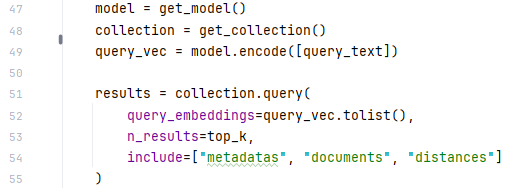 47 model = get_model()
48 collection = get_collection()
49 query_vec = model.encode([query_text])
50
51 results = collection.query(
52 query_embeddings=query_vec.tolist(),
53 n_results=top_k,
54 include=["metadatas", "documents", "distances"]
55 )